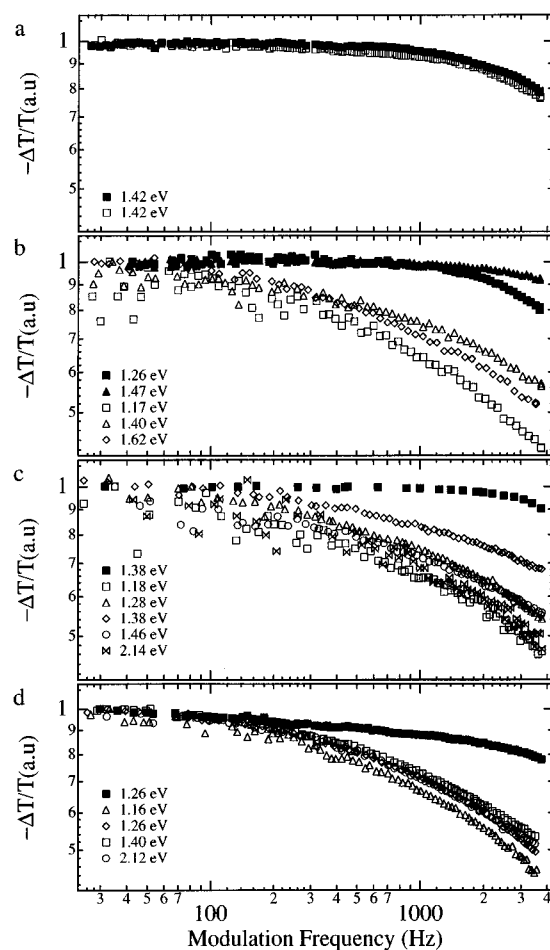 a
1
9
8
7
6
5
−ΔT/T(a.u)
■ 1.42 eV
□ 1.42 eV
b
1
9
8
7
6
5
−ΔT/T(a.u)
■ 1.26 eV
▲ 1.47 eV
□ 1.17 eV
△ 1.40 eV
◇ 1.62 eV
c
1
9
8
7
6
5
−ΔT/T(a.u)
■ 1.38 eV
□ 1.18 eV
△ 1.28 eV
◇ 1.38 eV
○ 1.46 eV
⋈ 2.14 eV
d
1
9
8
7
6
5
−ΔT/T(a.u)
■ 1.26 eV
△ 1.16 eV
◇ 1.26 eV
□ 1.40 eV
○ 2.12 eV
3 4 5 6 7 100 2 3 4 5 6 7 1000 2 3 4
Modulation Frequency (Hz)